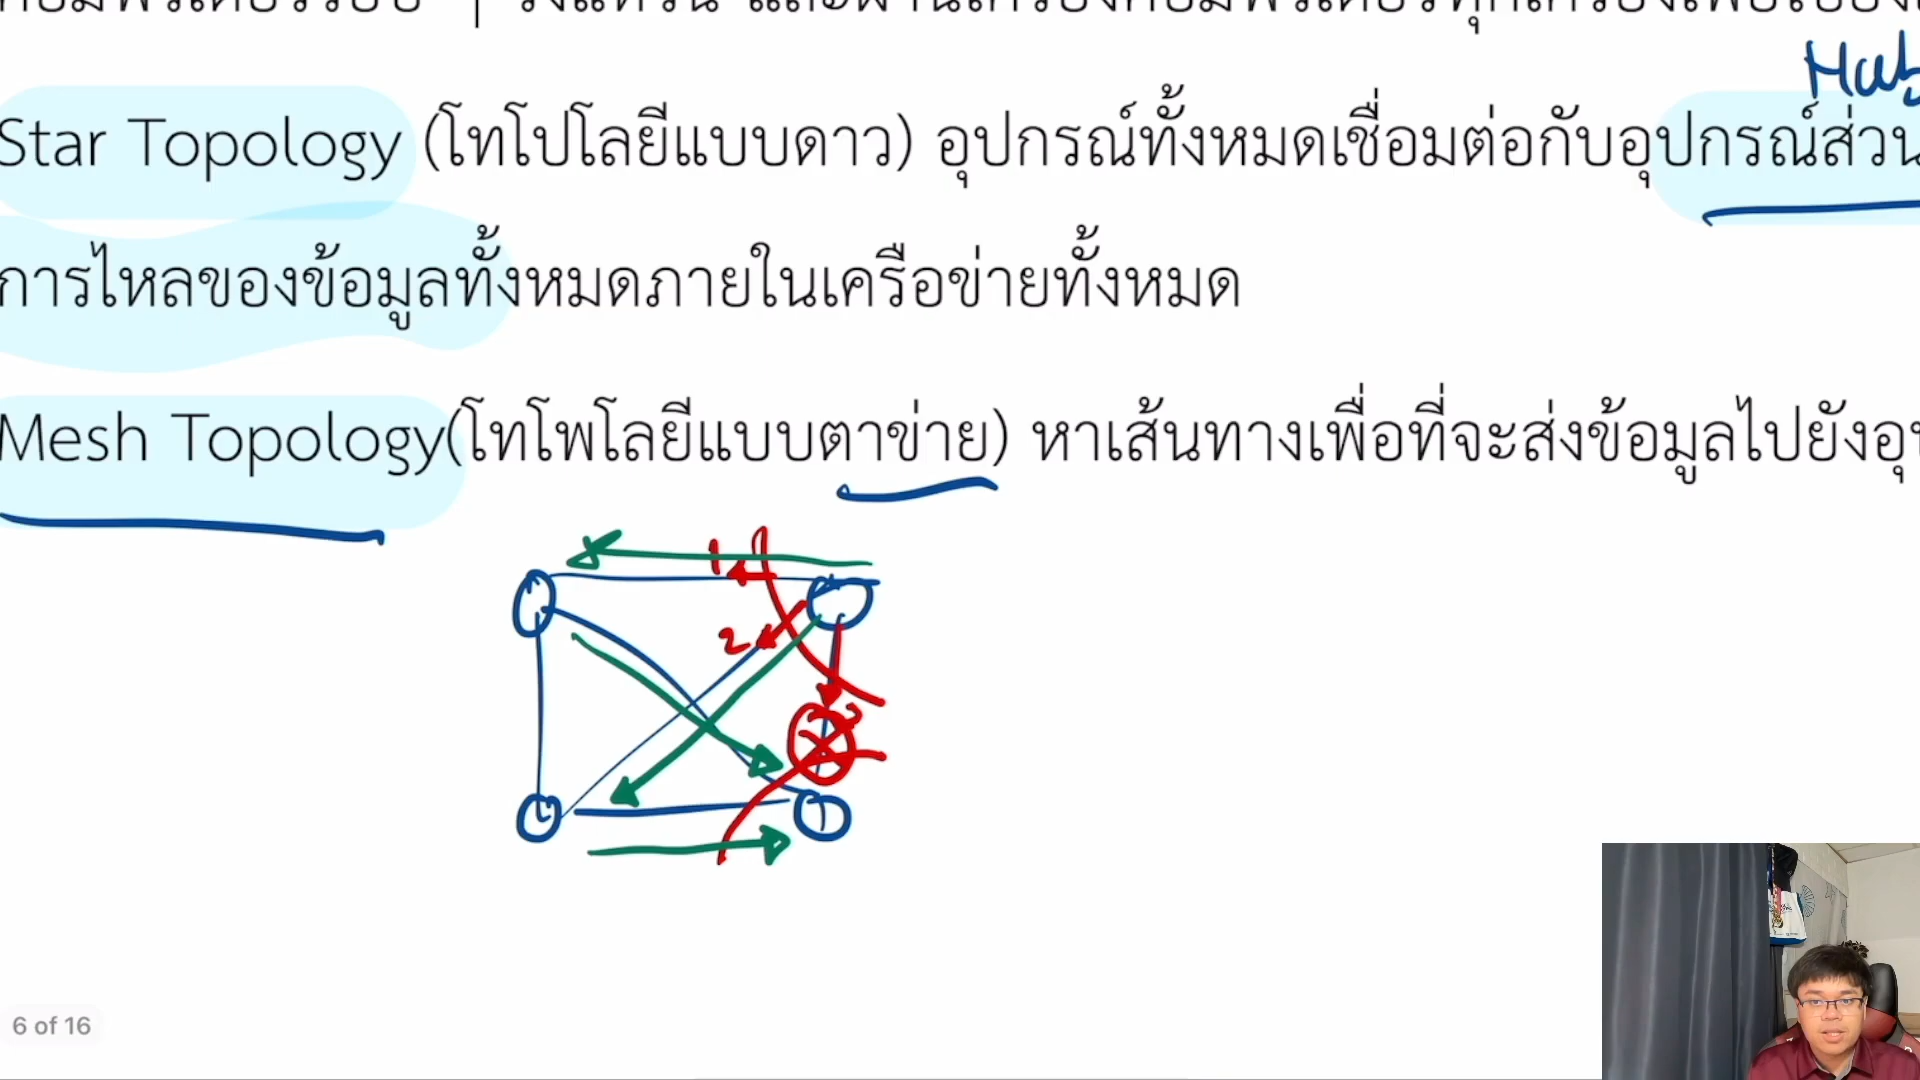 Hub
Star Topology (โทโปโลยีแบบดาว) อุปกรณ์ทั้งหมดเชื่อมต่อกับอุปกรณ์ส่วน
การไหลของข้อมูลทั้งหมดภายในเครือข่ายทั้งหมด
Mesh Topology(โทโพโลยีแบบตาข่าย) หาเส้นทางเพื่อที่จะส่งข้อมูลไปยัง
1
2
6 of 16